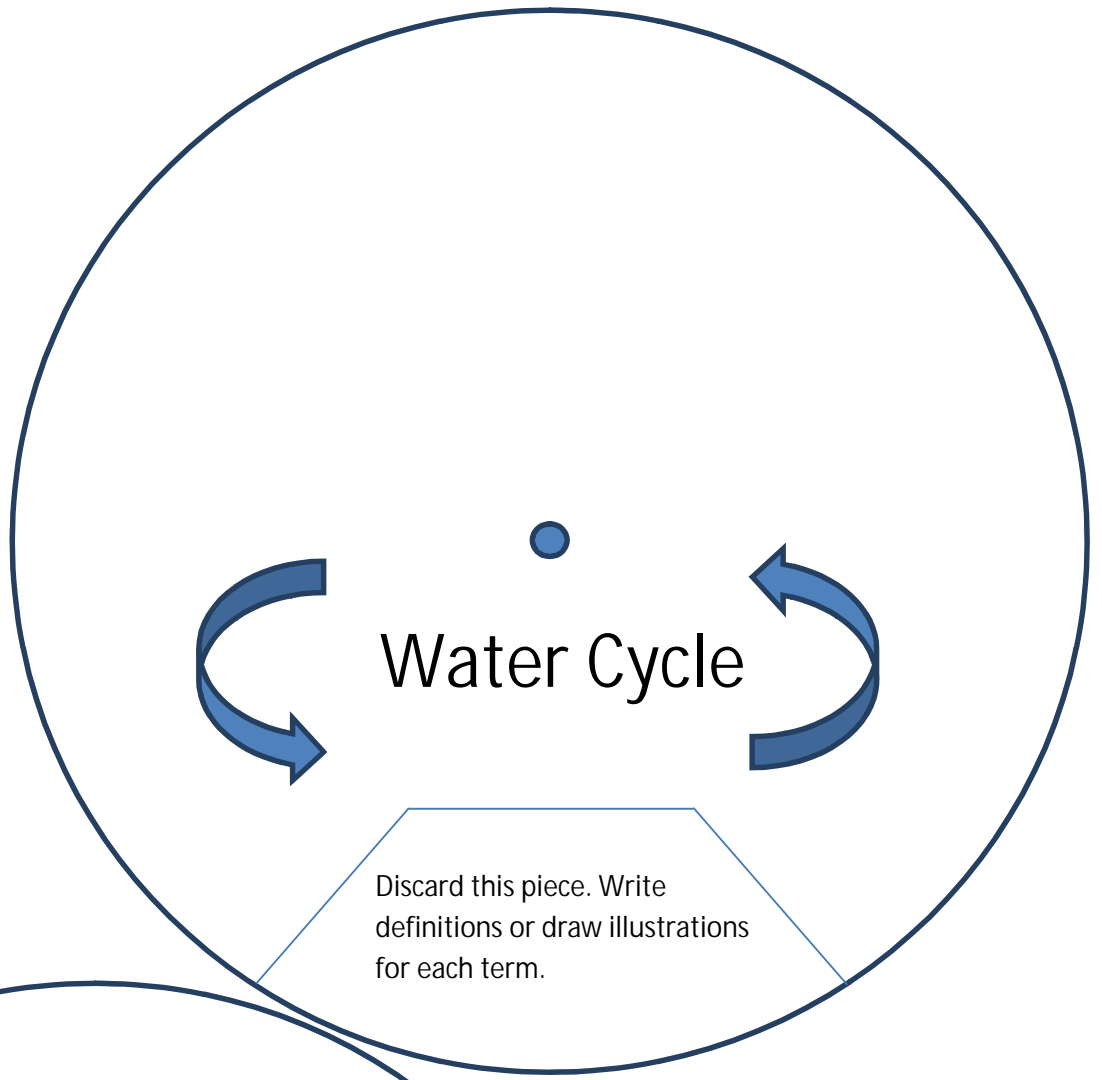 Water Cycle
Discard this piece. Write
definitions or draw illustrations
for each term.